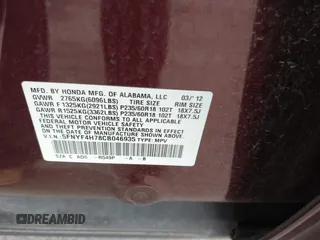 MFD. BY HONDA MFG. OF ALABAMA, LLC 03/ 12
GVWR 2765KG(6096LBS) TIRE SIZE RIM SIZE
GAWR F 1325KG(2921LBS) P235/60R18 102T 18X7.5J
GAWR R 1525KG(3362LBS) P235/60R18 102T 18X7.5J
THIS VEHICLE CONFORMS TO ALL APPLICABLE FEDERAL MOTOR
VEHICLE SAFETY AND THEFT PREVENTION STANDARDS IN EFFECT
ON THE DATE OF MANUFACTURE SHOWN ABOVE.
5FNYF4H78CB046935 TYPE: MPV
SZA C A00 R549P -A -B
DREAMBID